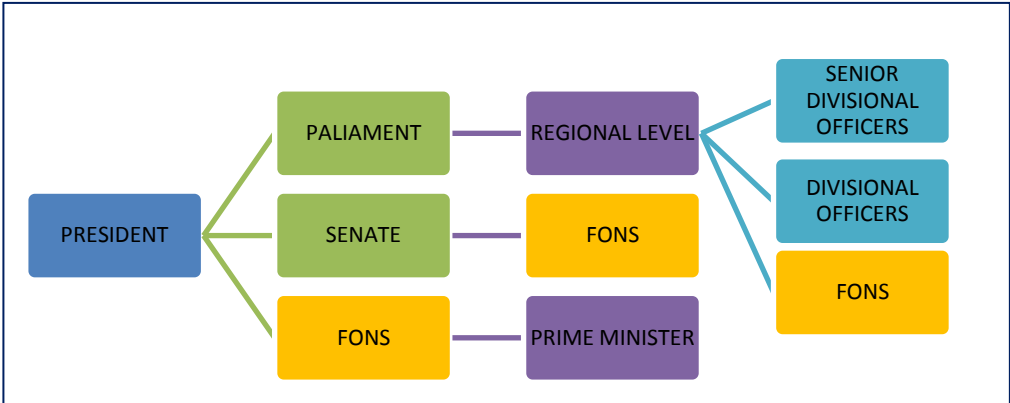 PRESIDENT
PALIAMENT
SENATE
FONS
REGIONAL LEVEL
FONS
PRIME MINISTER
SENIOR
DIVISIONAL
OFFICERS
DIVISIONAL
OFFICERS
FONS